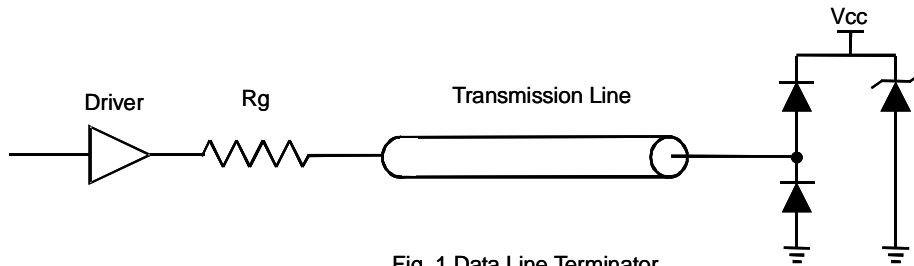 Vcc
Driver
Rg
Transmission Line
Fig. 1 Data Line Terminator